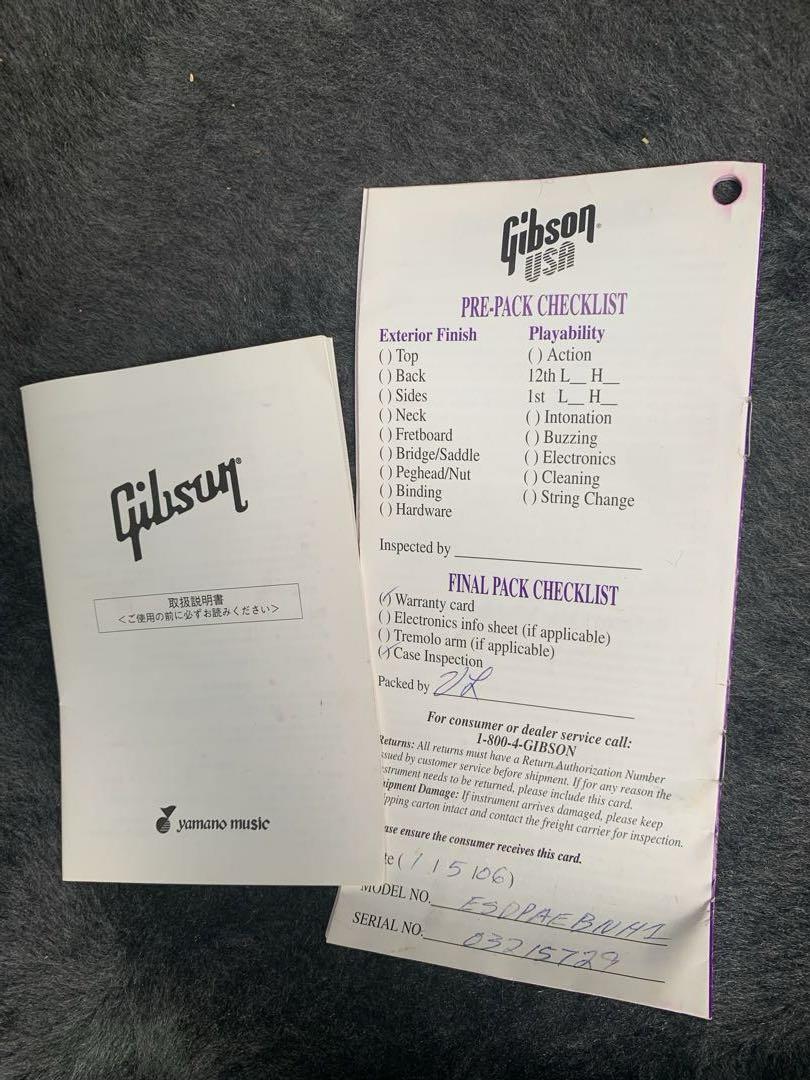 Gibson®
取扱説明書
<ご使用の前に必ずお読みください>
yamano music
Gibson®
USA
PRE-PACK CHECKLIST
Exterior Finish
( ) Top
( ) Back
( ) Sides
( ) Neck
( ) Fretboard
( ) Bridge/Saddle
( ) Peghead/Nut
( ) Binding
( ) Hardware
Playability
( ) Action
12th L__ H__
1st L__ H__
( ) Intonation
( ) Buzzing
( ) Electronics
( ) Cleaning
( ) String Change
Inspected by
FINAL PACK CHECKLIST
(✓) Warranty card
( ) Electronics info sheet (if applicable)
( ) Tremolo arm (if applicable)
(✓) Case Inspection
Packed by VL
For consumer or dealer service call:
1-800-4-GIBSON
Returns: All returns must have a Return Authorization Number
ssued by customer service before shipment. If for any reason the
strument needs to be returned, please include this card.
ipment Damage: If instrument arrives damaged, please keep
pping carton intact and contact the freight carrier for inspection.
ase ensure the consumer receives this card.
te (1 15 106)
MODEL NO. ESDPAEBNH1
SERIAL NO. 03215729